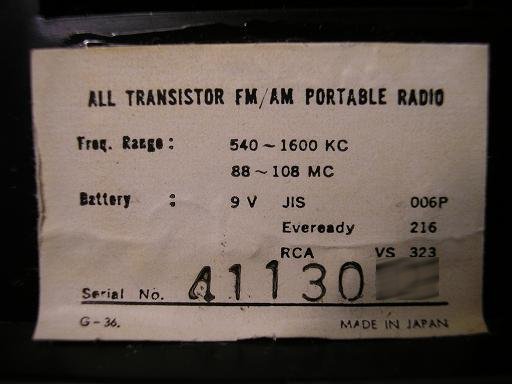 ALL TRANSISTOR FM/AM PORTABLE RADIO
Freq. Range: 540~1600 KC
88~108 MC
Battery : 9 V JIS 006P
Eveready 216
RCA VS 323
Serial No. 41130
G-36. MADE IN JAPAN